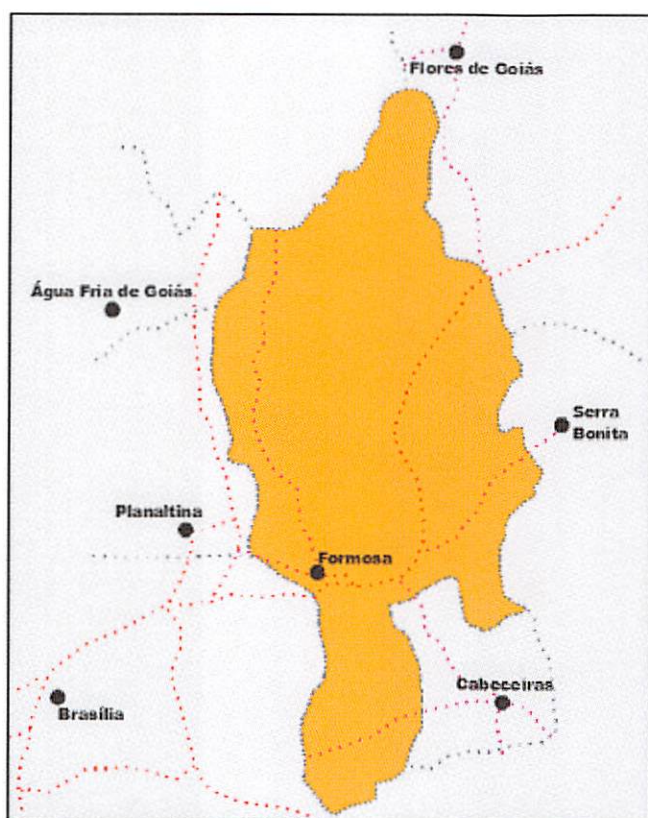 Flores de Goiás
Água Fria de Goiás
Serra
Bonita
Planaltina
Formosa
Cabeceiras
Brasília